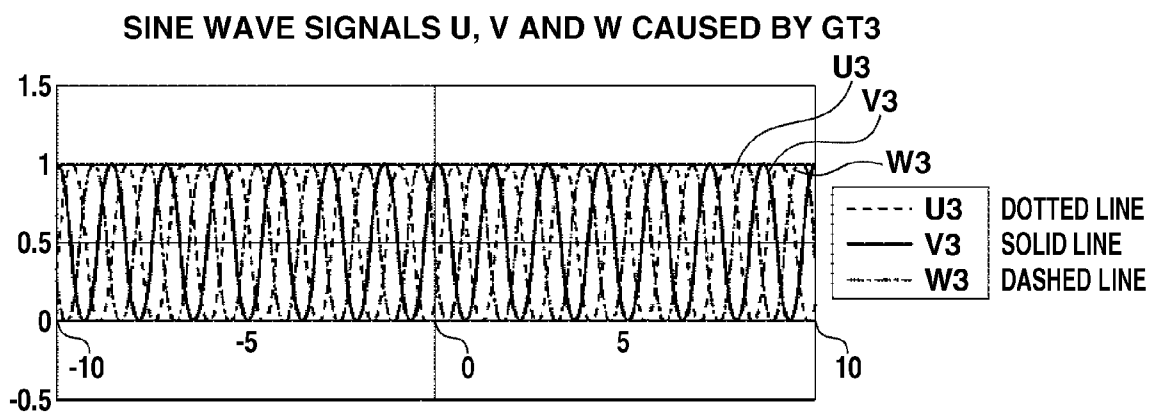 SINE WAVE SIGNALS U, V AND W CAUSED BY GT3
U3
V3
W3
1.5
1
0.5
0
-0.5
-10
-5
0
5
10
U3 DOTTED LINE
V3 SOLID LINE
W3 DASHED LINE